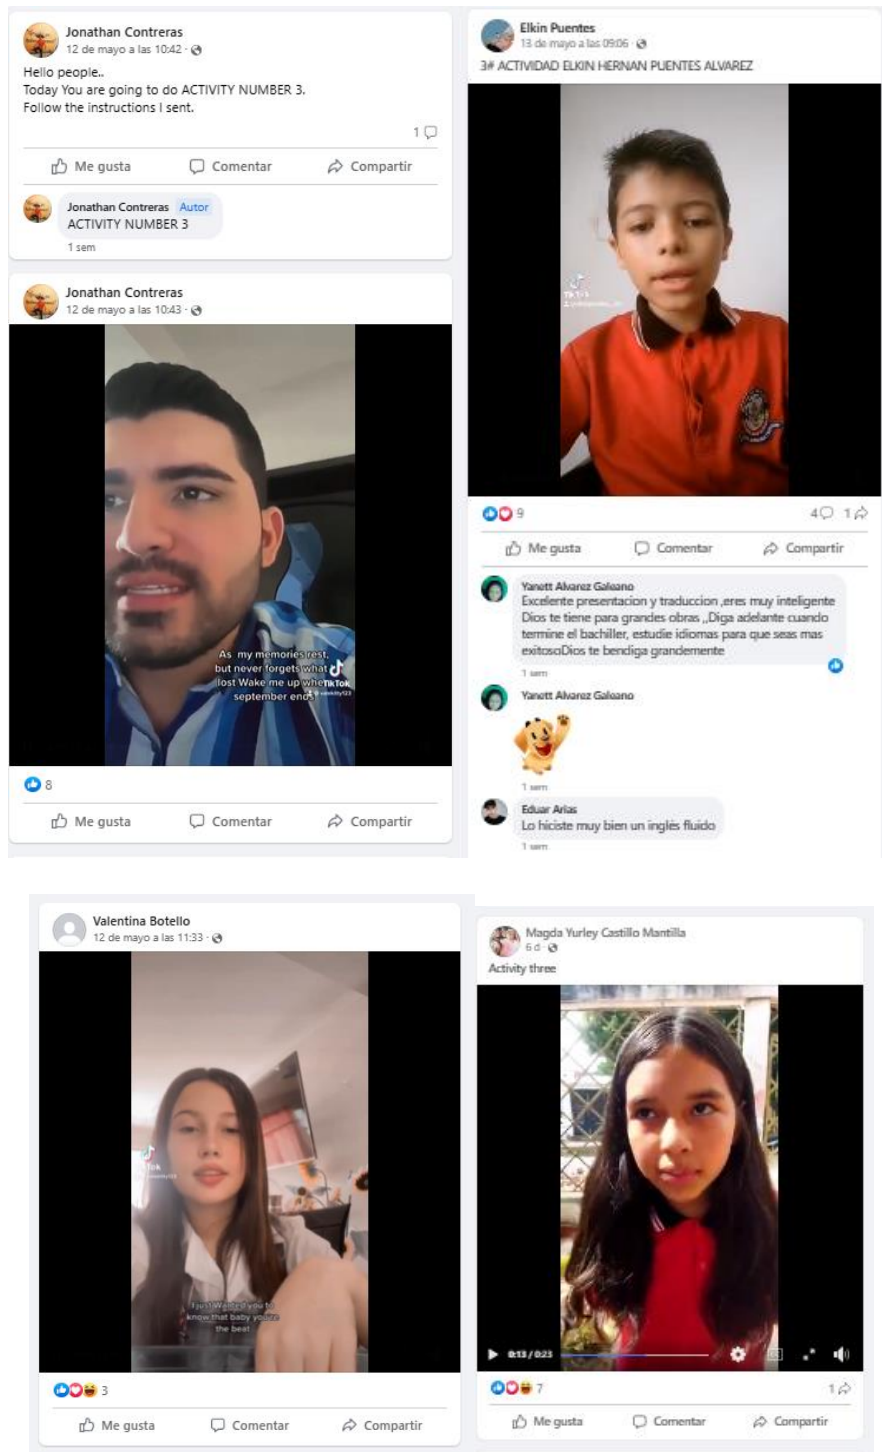 Jonathan Contreras
12 de mayo a las 10:42 ·
Hello people..
Today You are going to do ACTIVITY NUMBER 3.
Follow the instructions I sent.
1
Me gusta Comentar Compartir
Jonathan Contreras Autor
ACTIVITY NUMBER 3
1 sem
Jonathan Contreras
12 de mayo a las 10:43 ·
As my memories rest,
but never forgets what
lost Wake me up when
september ends
TikTok
8
Me gusta Comentar Compartir
Elkin Puentes
13 de mayo a las 09:06 ·
3# ACTIVIDAD ELKIN HERNAN PUENTES ALVAREZ
TikTok
9
4 1
Me gusta Comentar Compartir
Yanett Alvarez Galeano
Excelente presentacion y traduccion ,eres muy inteligente
Dios te tiene para grandes obras ,,Diga adelante cuando
termine el bachiller, estudie idiomas para que seas mas
exitosoDios te bendiga grandemente
1 sem
Yanett Alvarez Galeano
1 sem
Eduar Arias
Lo hiciste muy bien un inglés fluido
1 sem
Valentina Botello
12 de mayo a las 11:33 ·
I just Wanted you to
know that baby you're
the beat
3
Me gusta Comentar Compartir
Magda Yurley Castillo Mantilla
6 d ·
Activity three
0:13 / 0:23
7
1
Me gusta Comentar Compartir